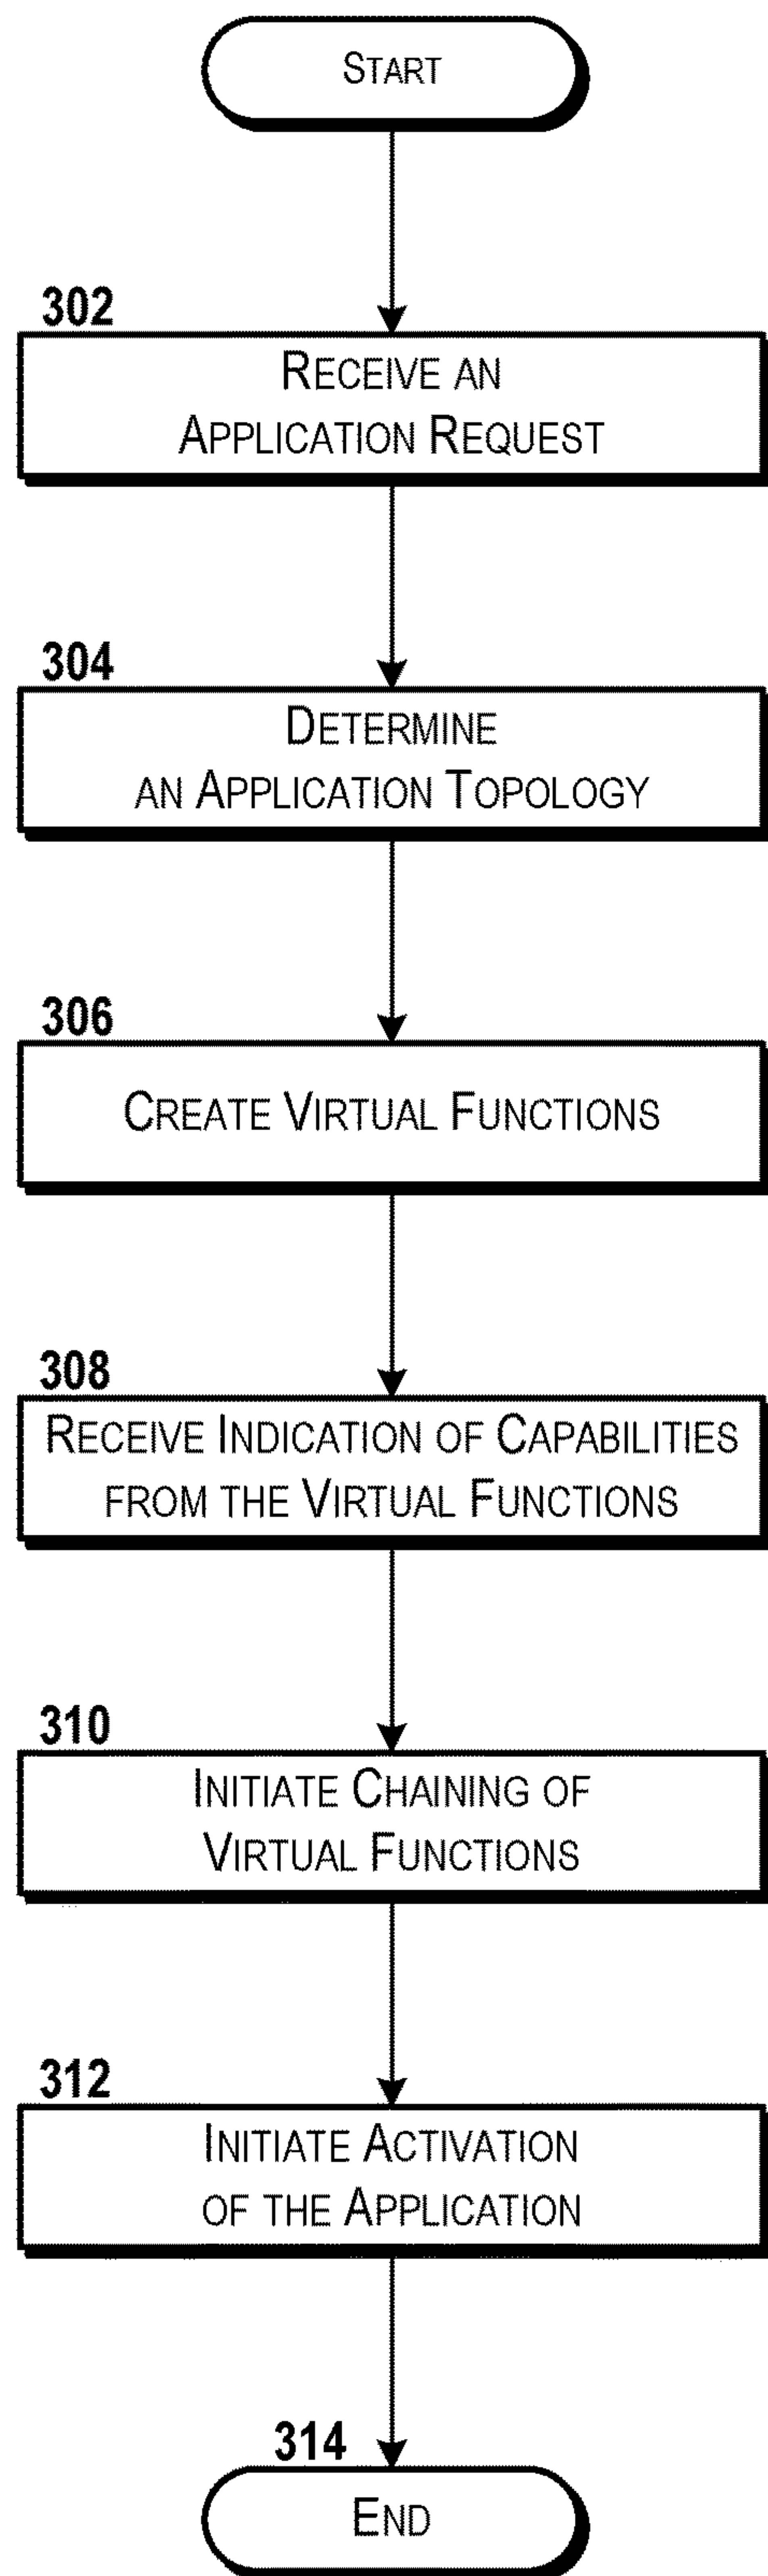 START
302
RECEIVE AN
APPLICATION REQUEST
304
DETERMINE
AN APPLICATION TOPOLOGY
306
CREATE VIRTUAL FUNCTIONS
308
RECEIVE INDICATION OF CAPABILITIES
FROM THE VIRTUAL FUNCTIONS
310
INITIATE CHAINING OF
VIRTUAL FUNCTIONS
312
INITIATE ACTIVATION
OF THE APPLICATION
314
END